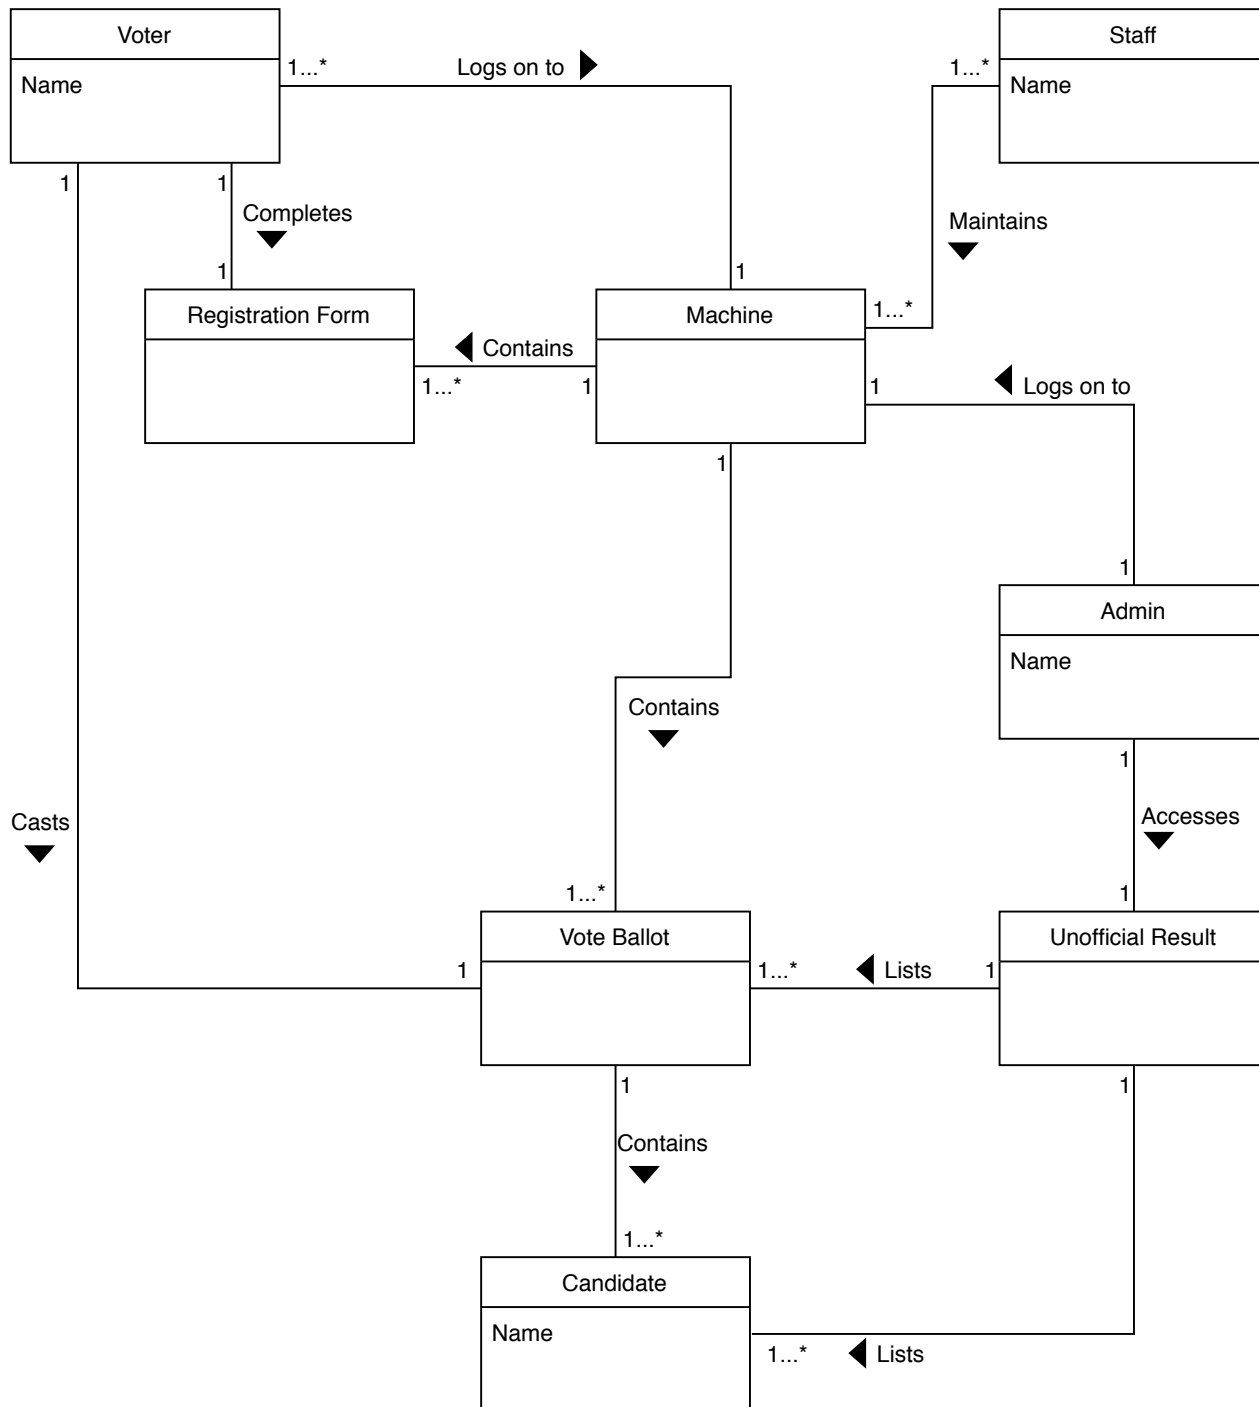 Voter
Staff
1...*
Logs on to
1...*
Name
Name
1
1
Completes
Maintains
1
1
Registration Form
Machine
1...*
Contains
1...*
1
1
Logs on to
1
1
Admin
Name
Contains
1
Casts
Accesses
1...*
1
Vote Ballot
Unofficial Result
1
1...*
Lists
1
1
1
Contains
1...*
Candidate
Name
1...*
Lists